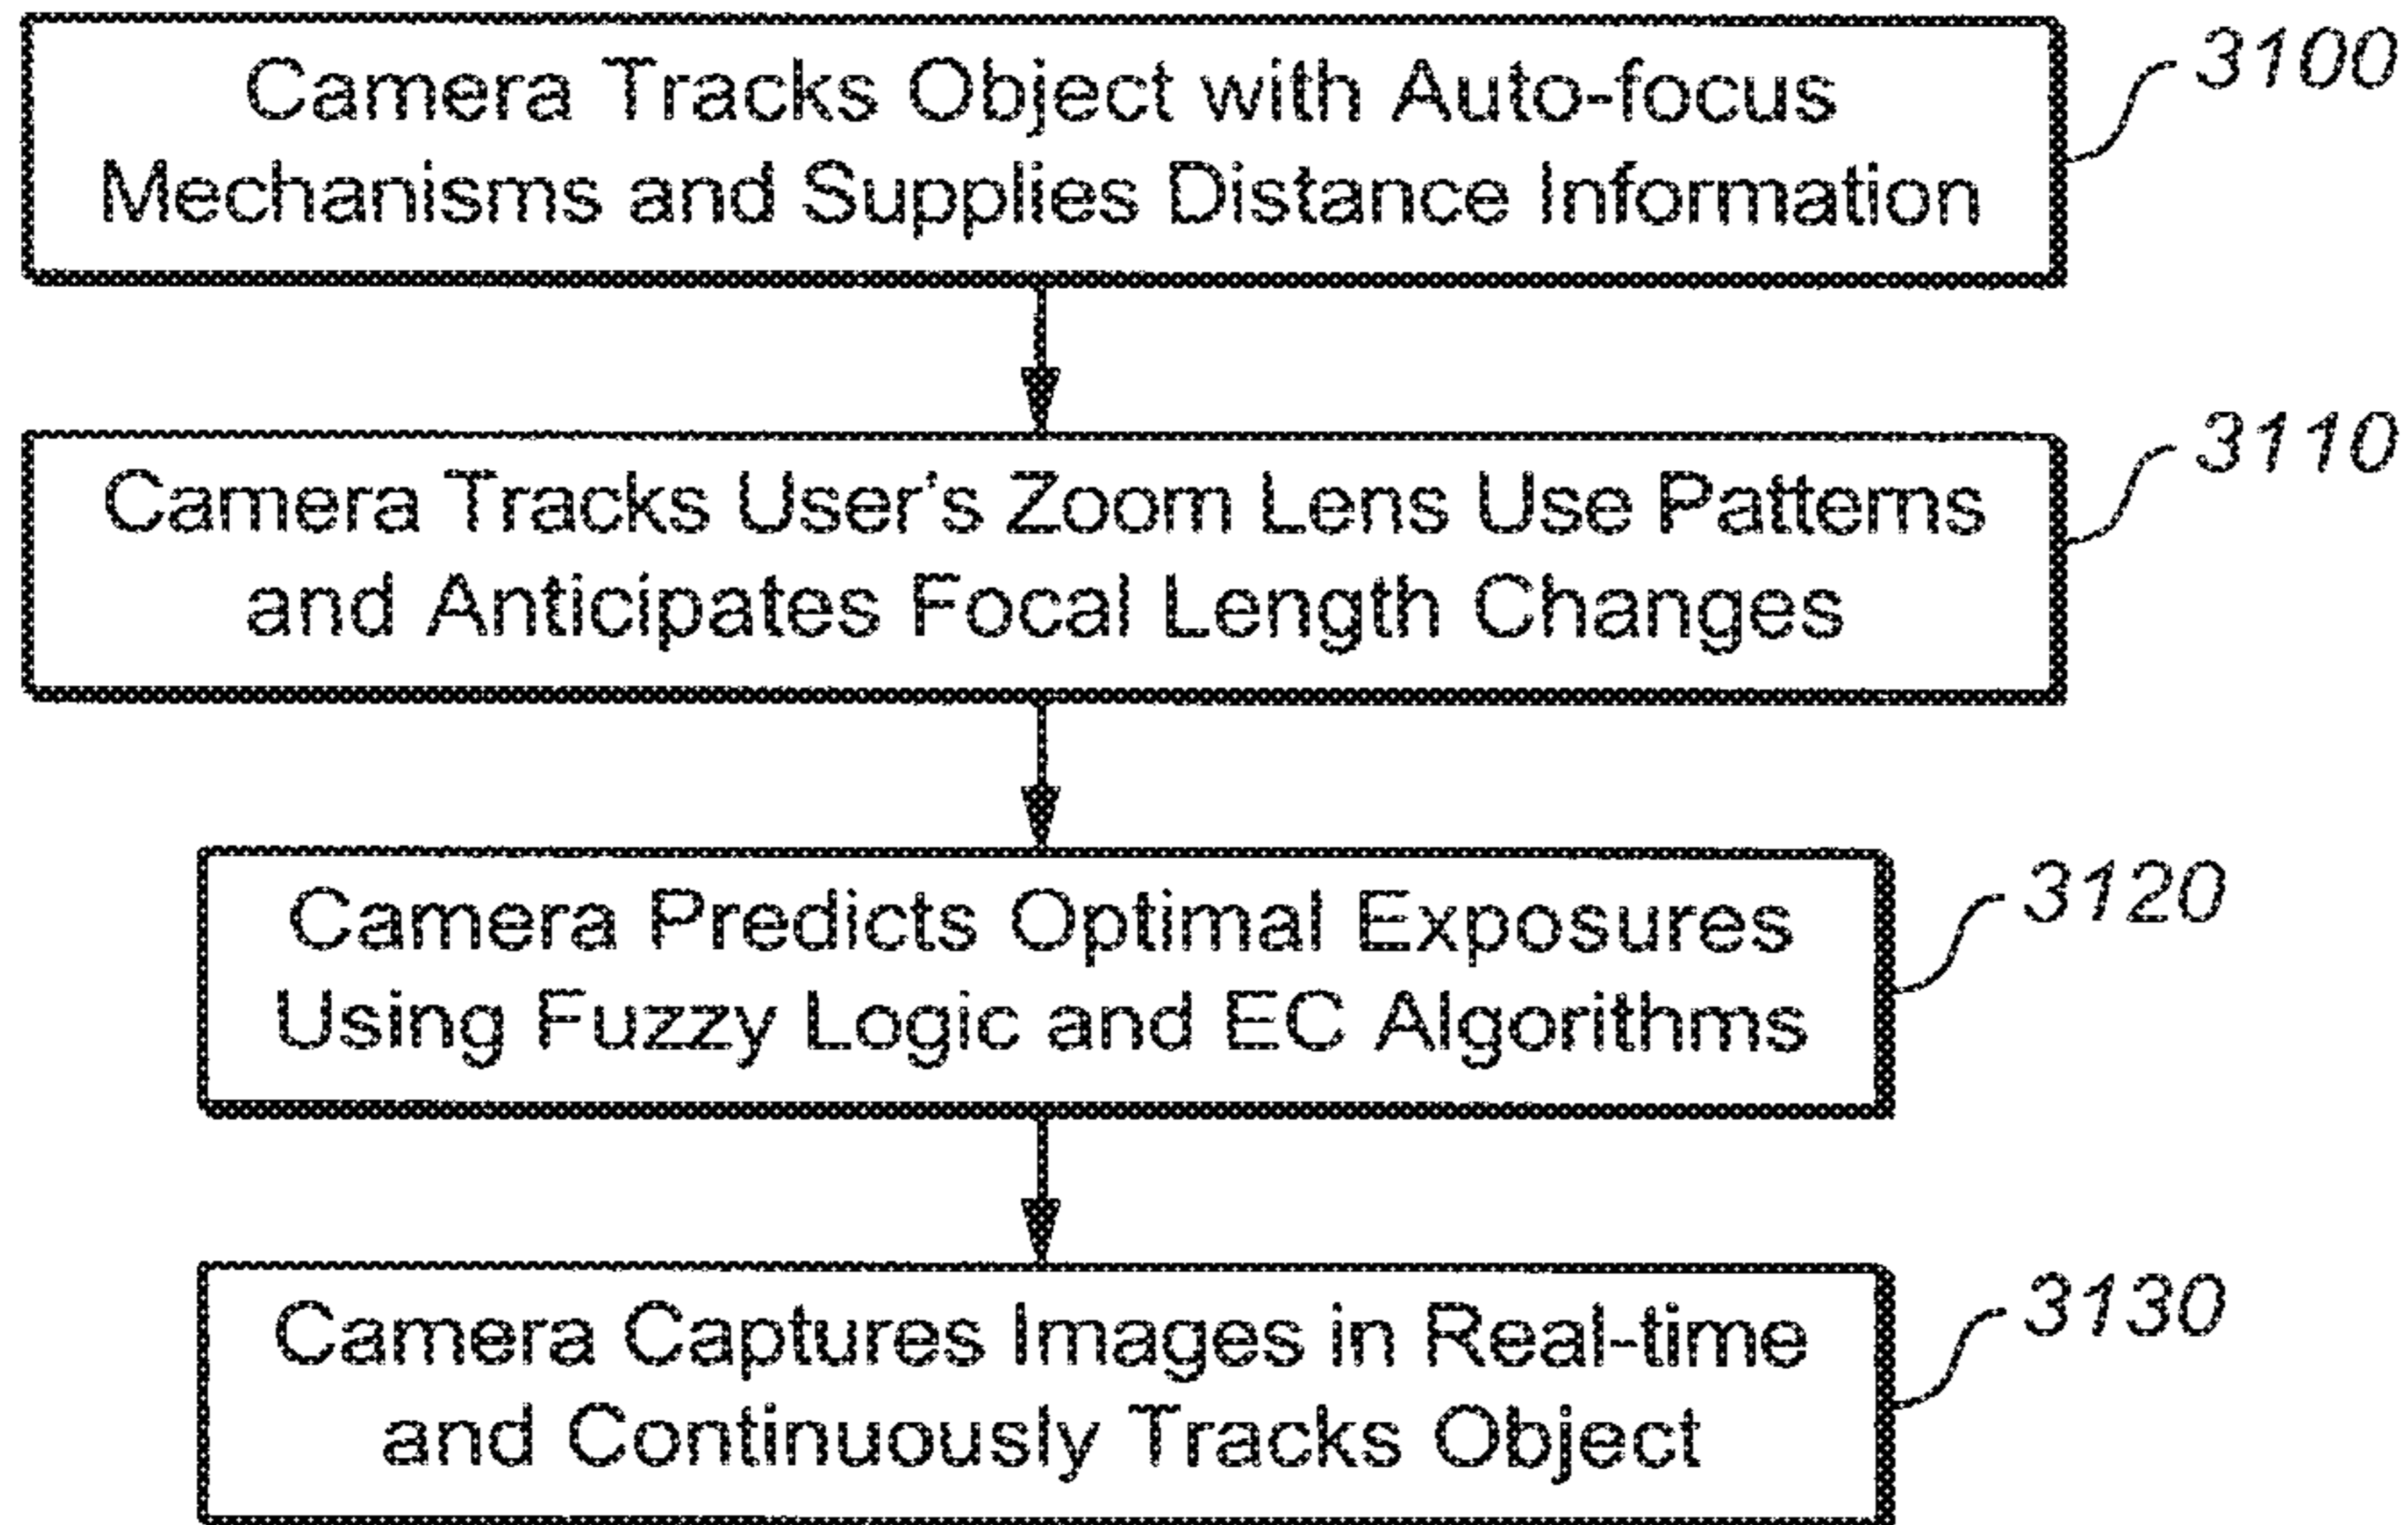 Camera Tracks Object with Auto-focus
Mechanisms and Supplies Distance Information
3100
Camera Tracks User's Zoom Lens Use Patterns
and Anticipates Focal Length Changes
3110
Camera Predicts Optimal Exposures
Using Fuzzy Logic and EC Algorithms
3120
Camera Captures Images in Real-time
and Continuously Tracks Object
3130